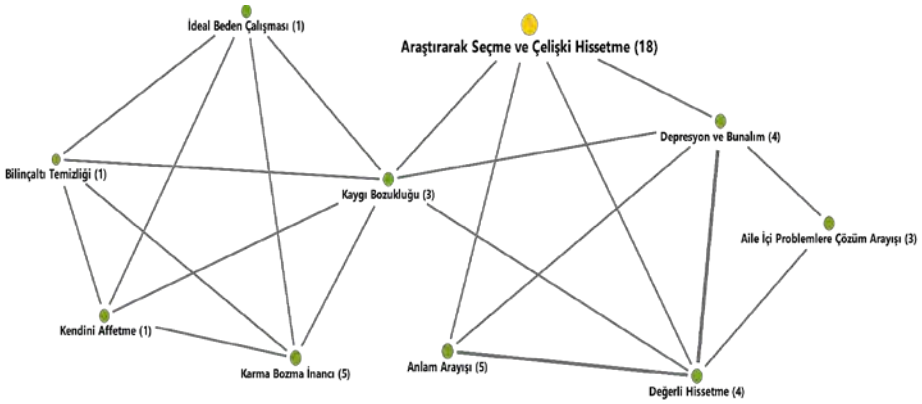 İdeal Beden Çalışması (1)
Araştırarak Seçme ve Çelişki Hissetme (18)
Depresyon ve Bunalım (4)
Bilinçaltı Temizliği (1)
Kaygı Bozukluğu (3)
Aile İçi Problemlere Çözüm Arayışı (3)
Kendini Affetme (1)
Karma Bozma İnancı (5)
Anlam Arayışı (5)
Değerli Hissetme (4)